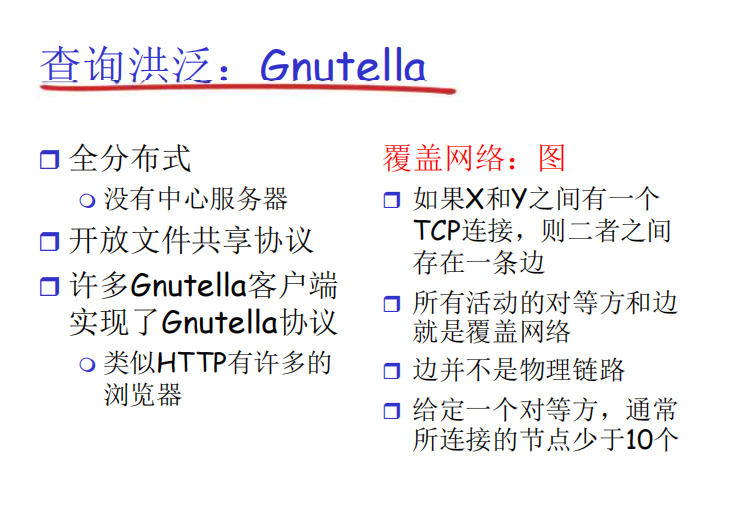 查询洪泛：Gnutella
全分布式
没有中心服务器
开放文件共享协议
许多Gnutella客户端
实现了Gnutella协议
类似HTTP有许多的
浏览器
覆盖网络：图
如果X和Y之间有一个
TCP连接，则二者之间
存在一条边
所有活动的对等方和边
就是覆盖网络
边并不是物理链路
给定一个对等方，通常
所连接的节点少于10个